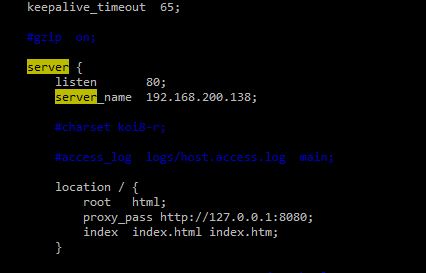 keepalive_timeout  65;
#gzip  on;
server {
listen       80;
server_name  192.168.200.138;
#charset koi8-r;
#access_log  logs/host.access.log  main;
location / {
root   html;
proxy_pass http://127.0.0.1:8080;
index  index.html index.htm;
}